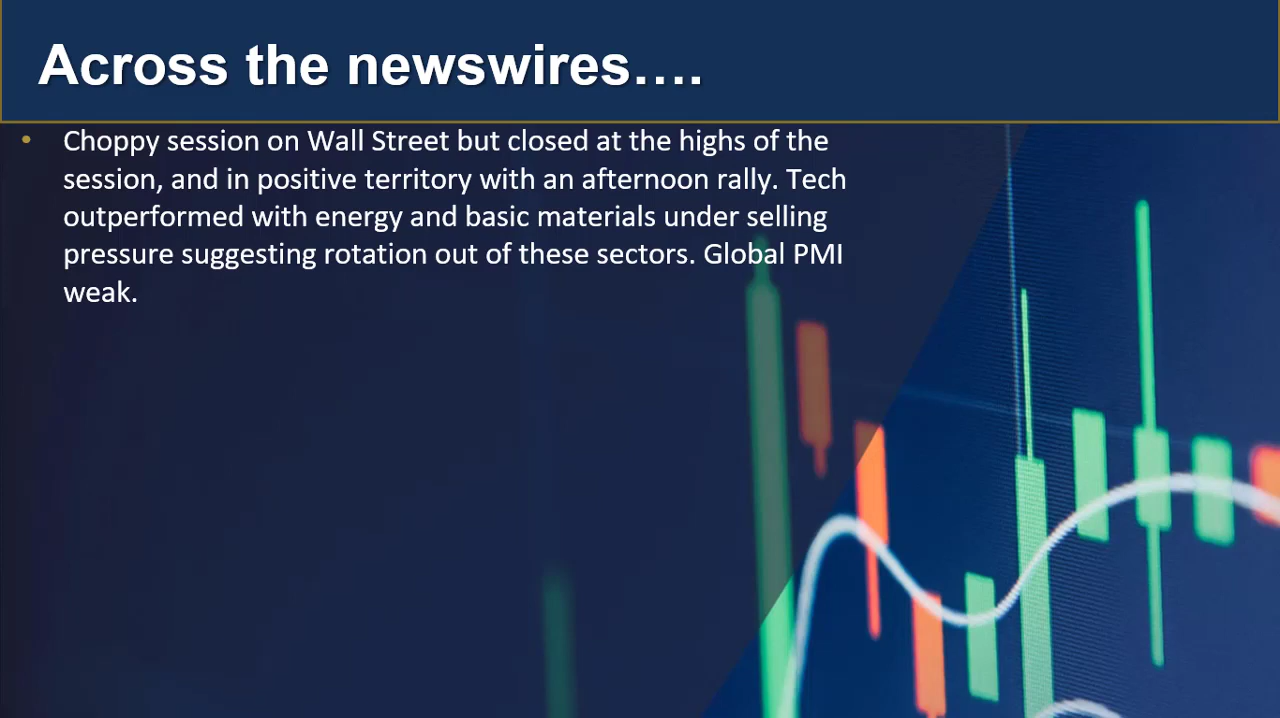 Across the newswires….
• Choppy session on Wall Street but closed at the highs of the
session, and in positive territory with an afternoon rally. Tech
outperformed with energy and basic materials under selling
pressure suggesting rotation out of these sectors. Global PMI
weak.